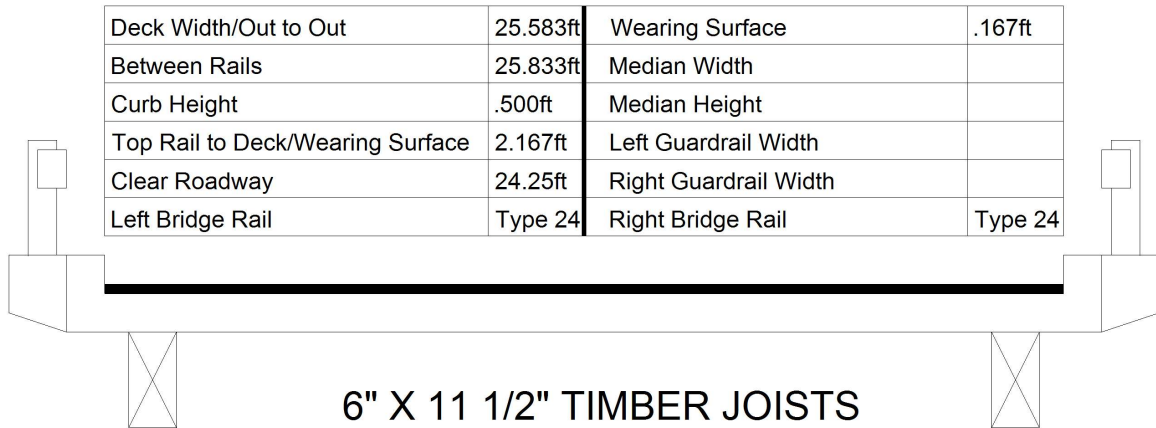 Deck Width/Out to Out 25.583ft Wearing Surface .167ft
Between Rails 25.833ft Median Width
Curb Height .500ft Median Height
Top Rail to Deck/Wearing Surface 2.167ft Left Guardrail Width
Clear Roadway 24.25ft Right Guardrail Width
Left Bridge Rail Type 24 Right Bridge Rail Type 24
6" X 11 1/2" TIMBER JOISTS